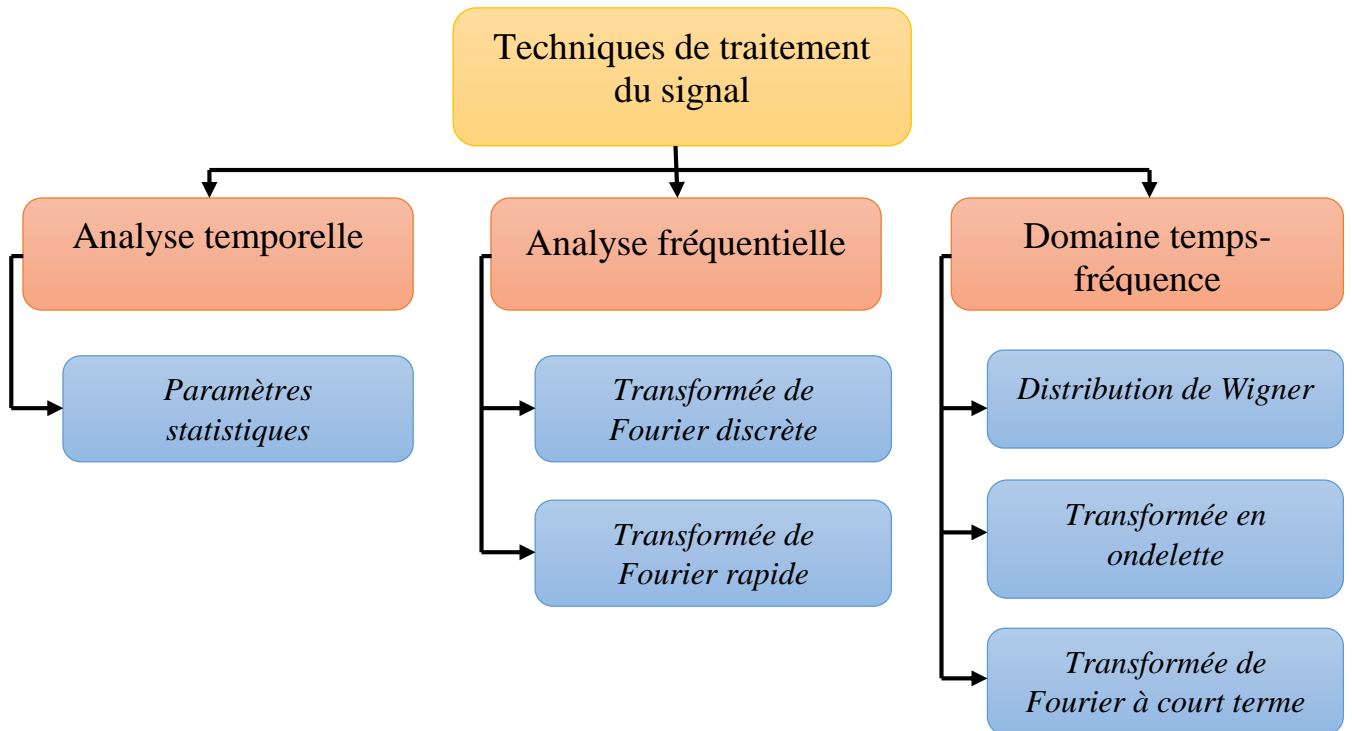 Techniques de traitement
du signal
Analyse temporelle
Analyse fréquentielle
Domaine temps-
fréquence
Paramètres
statistiques
Transformée de
Fourier discrète
Distribution de Wigner
Transformée de
Fourier rapide
Transformée en
ondelette
Transformée de
Fourier à court terme